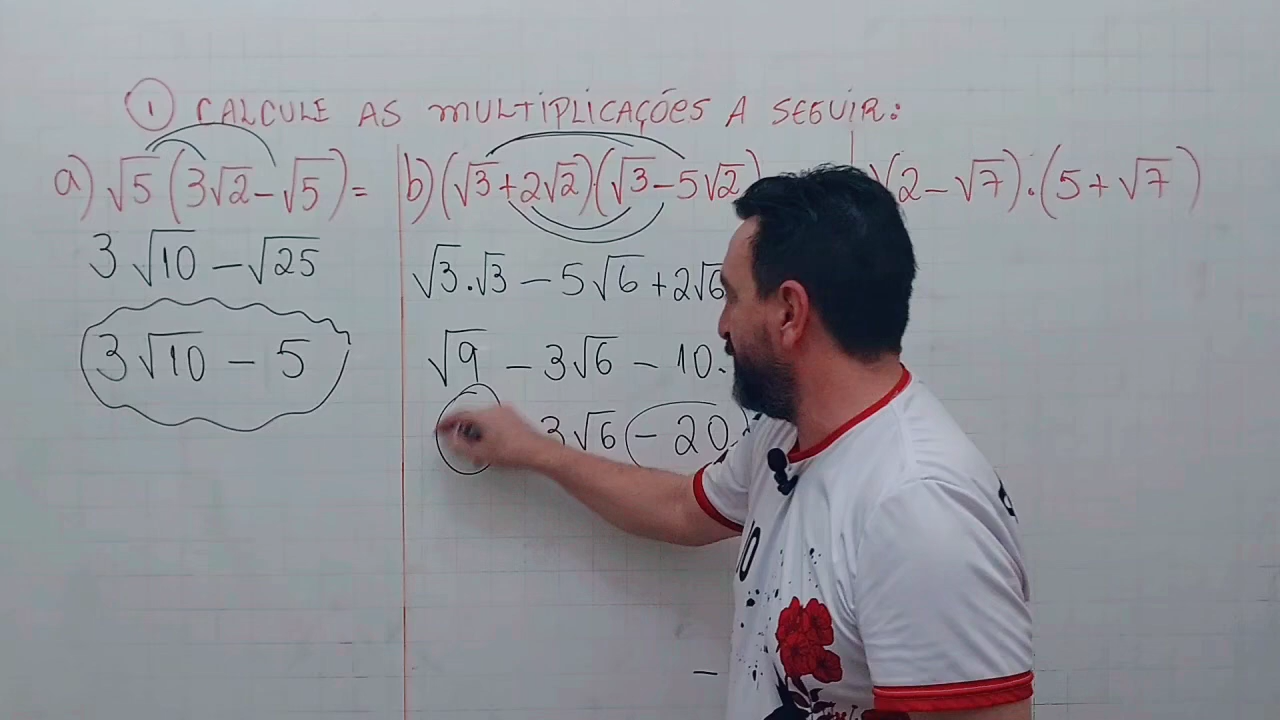 ① CALCULE AS MULTIPLICAÇÕES A SEGUIR:
a) √5 (3√2 - √5) =
3√10 - √25
3√10 - 5
b) (√3 + 2√2)(√3 - 5√2)
√3.√3 - 5√6 + 2√6
√9 - 3√6 - 10.
3√6 - 20
(2 - √7).(5 + √7)